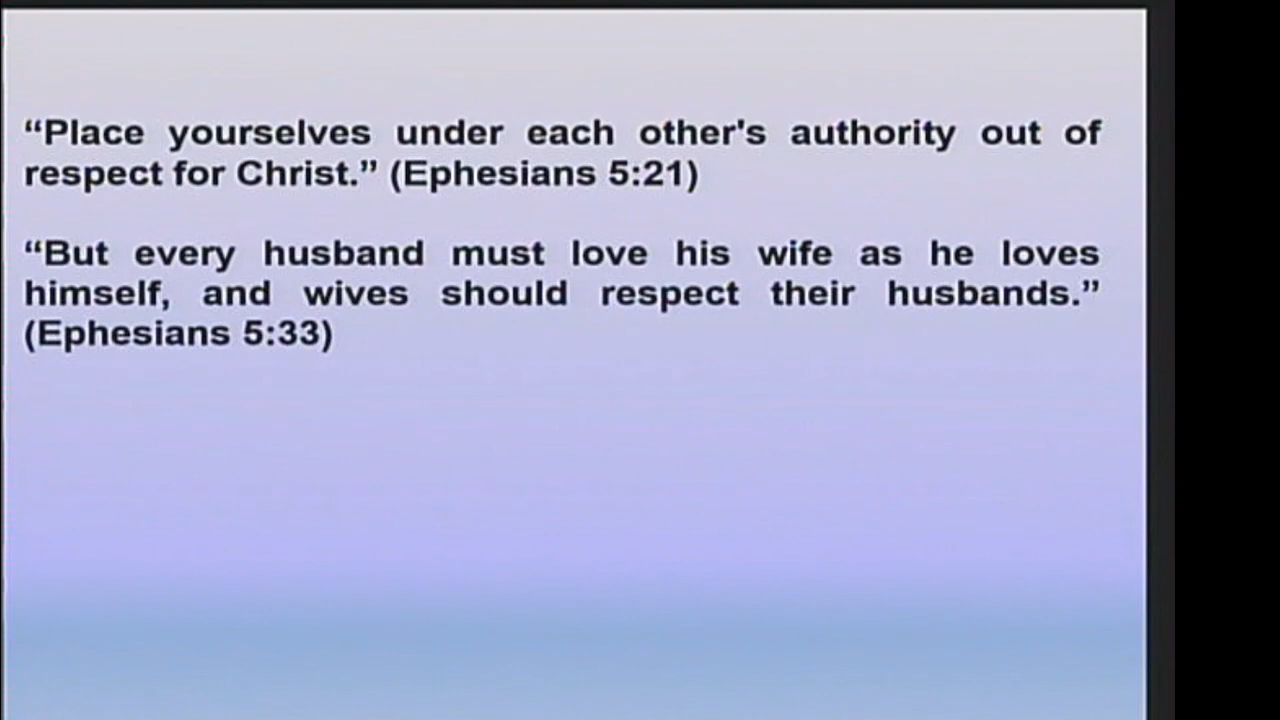 “Place yourselves under each other's authority out of
respect for Christ.” (Ephesians 5:21)
“But every husband must love his wife as he loves
himself, and wives should respect their husbands.”
(Ephesians 5:33)